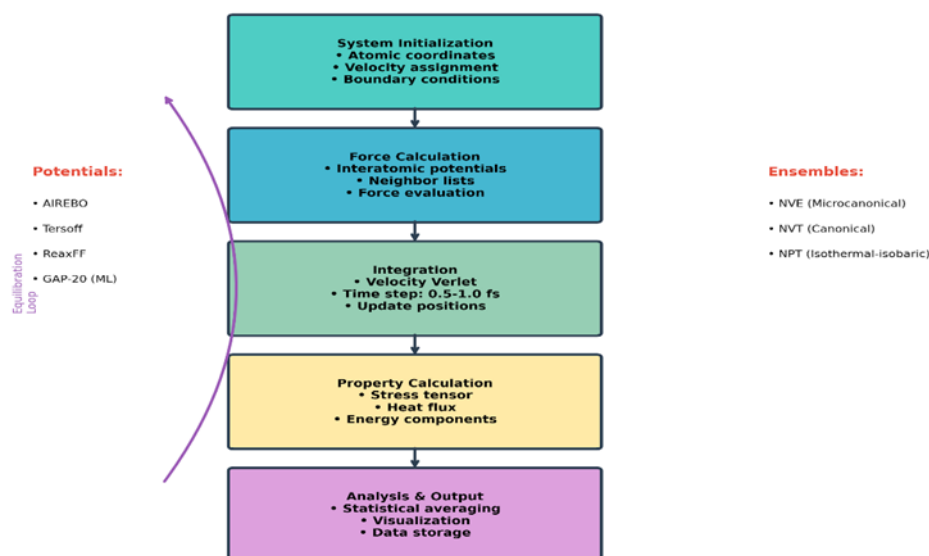 System Initialization
• Atomic coordinates
• Velocity assignment
• Boundary conditions
Force Calculation
• Interatomic potentials
• Neighbor lists
• Force evaluation
Integration
• Velocity Verlet
• Time step: 0.5-1.0 fs
• Update positions
Property Calculation
• Stress tensor
• Heat flux
• Energy components
Analysis & Output
• Statistical averaging
• Visualization
• Data storage
Potentials:
• AIREBO
• Tersoff
• ReaxFF
• GAP-20 (ML)
Equilibration
Loop
Ensembles:
• NVE (Microcanonical)
• NVT (Canonical)
• NPT (Isothermal-isobaric)